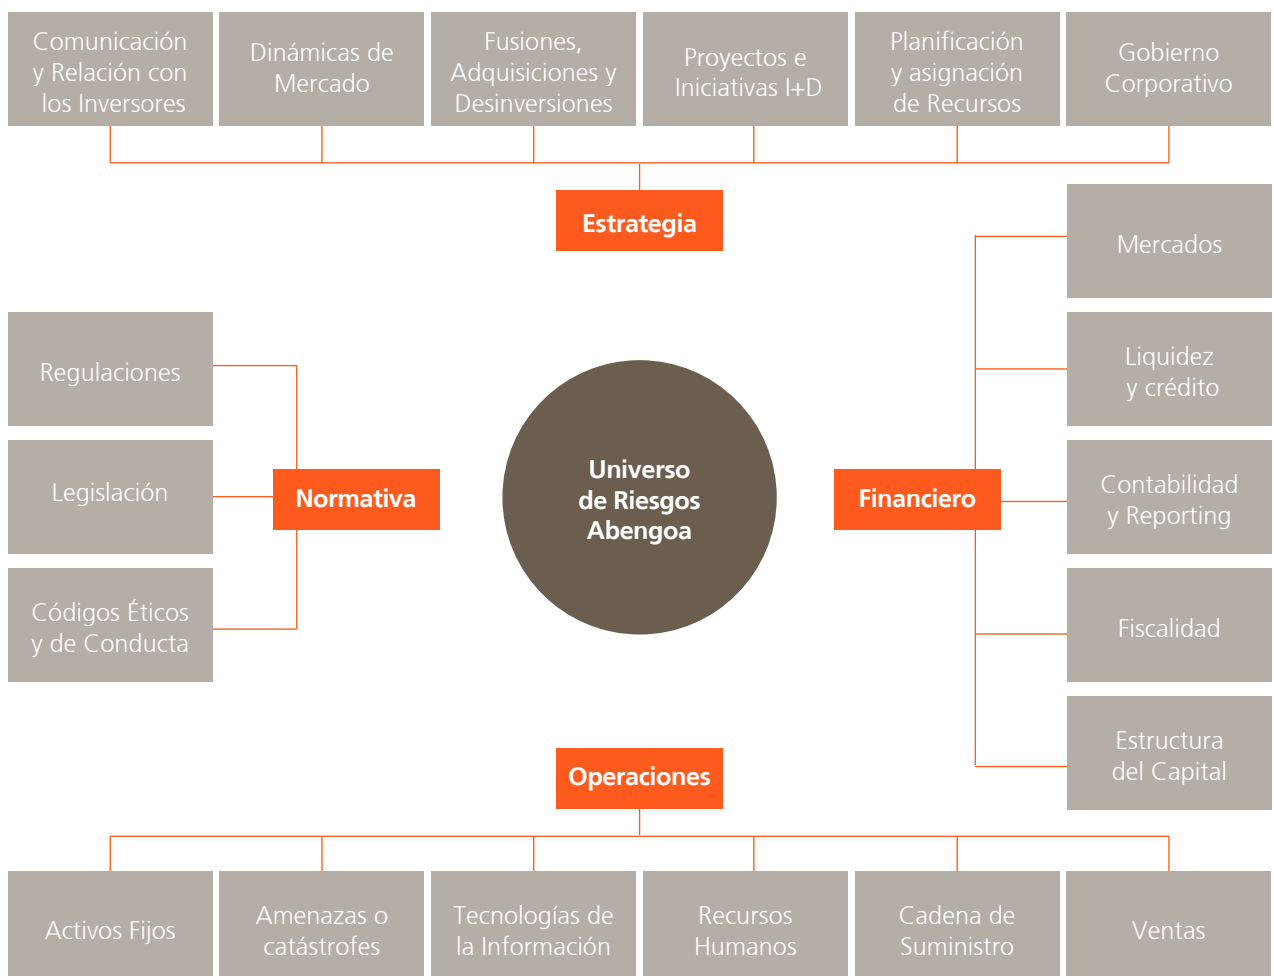 Comunicación
y Relación con
los Inversores
Dinámicas de
Mercado
Fusiones,
Adquisiciones y
Desinversiones
Proyectos e
Iniciativas I+D
Planificación
y asignación
de Recursos
Gobierno
Corporativo
Estrategia
Mercados
Liquidez
y crédito
Contabilidad
y Reporting
Fiscalidad
Estructura
del Capital
Financiero
Regulaciones
Legislación
Códigos Éticos
y de Conducta
Normativa
Universo
de Riesgos
Abengoa
Operaciones
Activos Fijos
Amenazas o
catástrofes
Tecnologías de
la Información
Recursos
Humanos
Cadena de
Suministro
Ventas